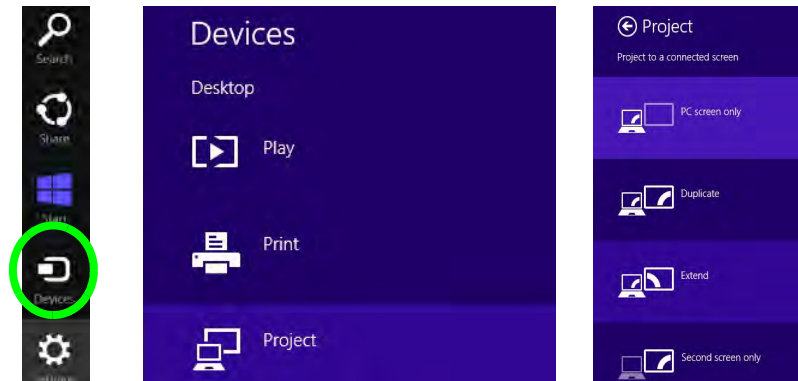 Search
Share
Start
Devices
Devices
Desktop
Play
Print
Project
Project
Project to a connected screen
PC screen only
Duplicate
Extend
Second screen only